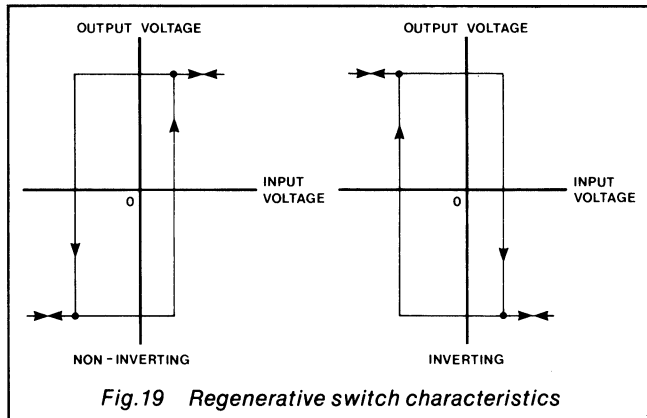 OUTPUT VOLTAGE
INPUT
VOLTAGE
0
NON-INVERTING
OUTPUT VOLTAGE
INPUT
VOLTAGE
0
INVERTING
Fig.19 Regenerative switch characteristics